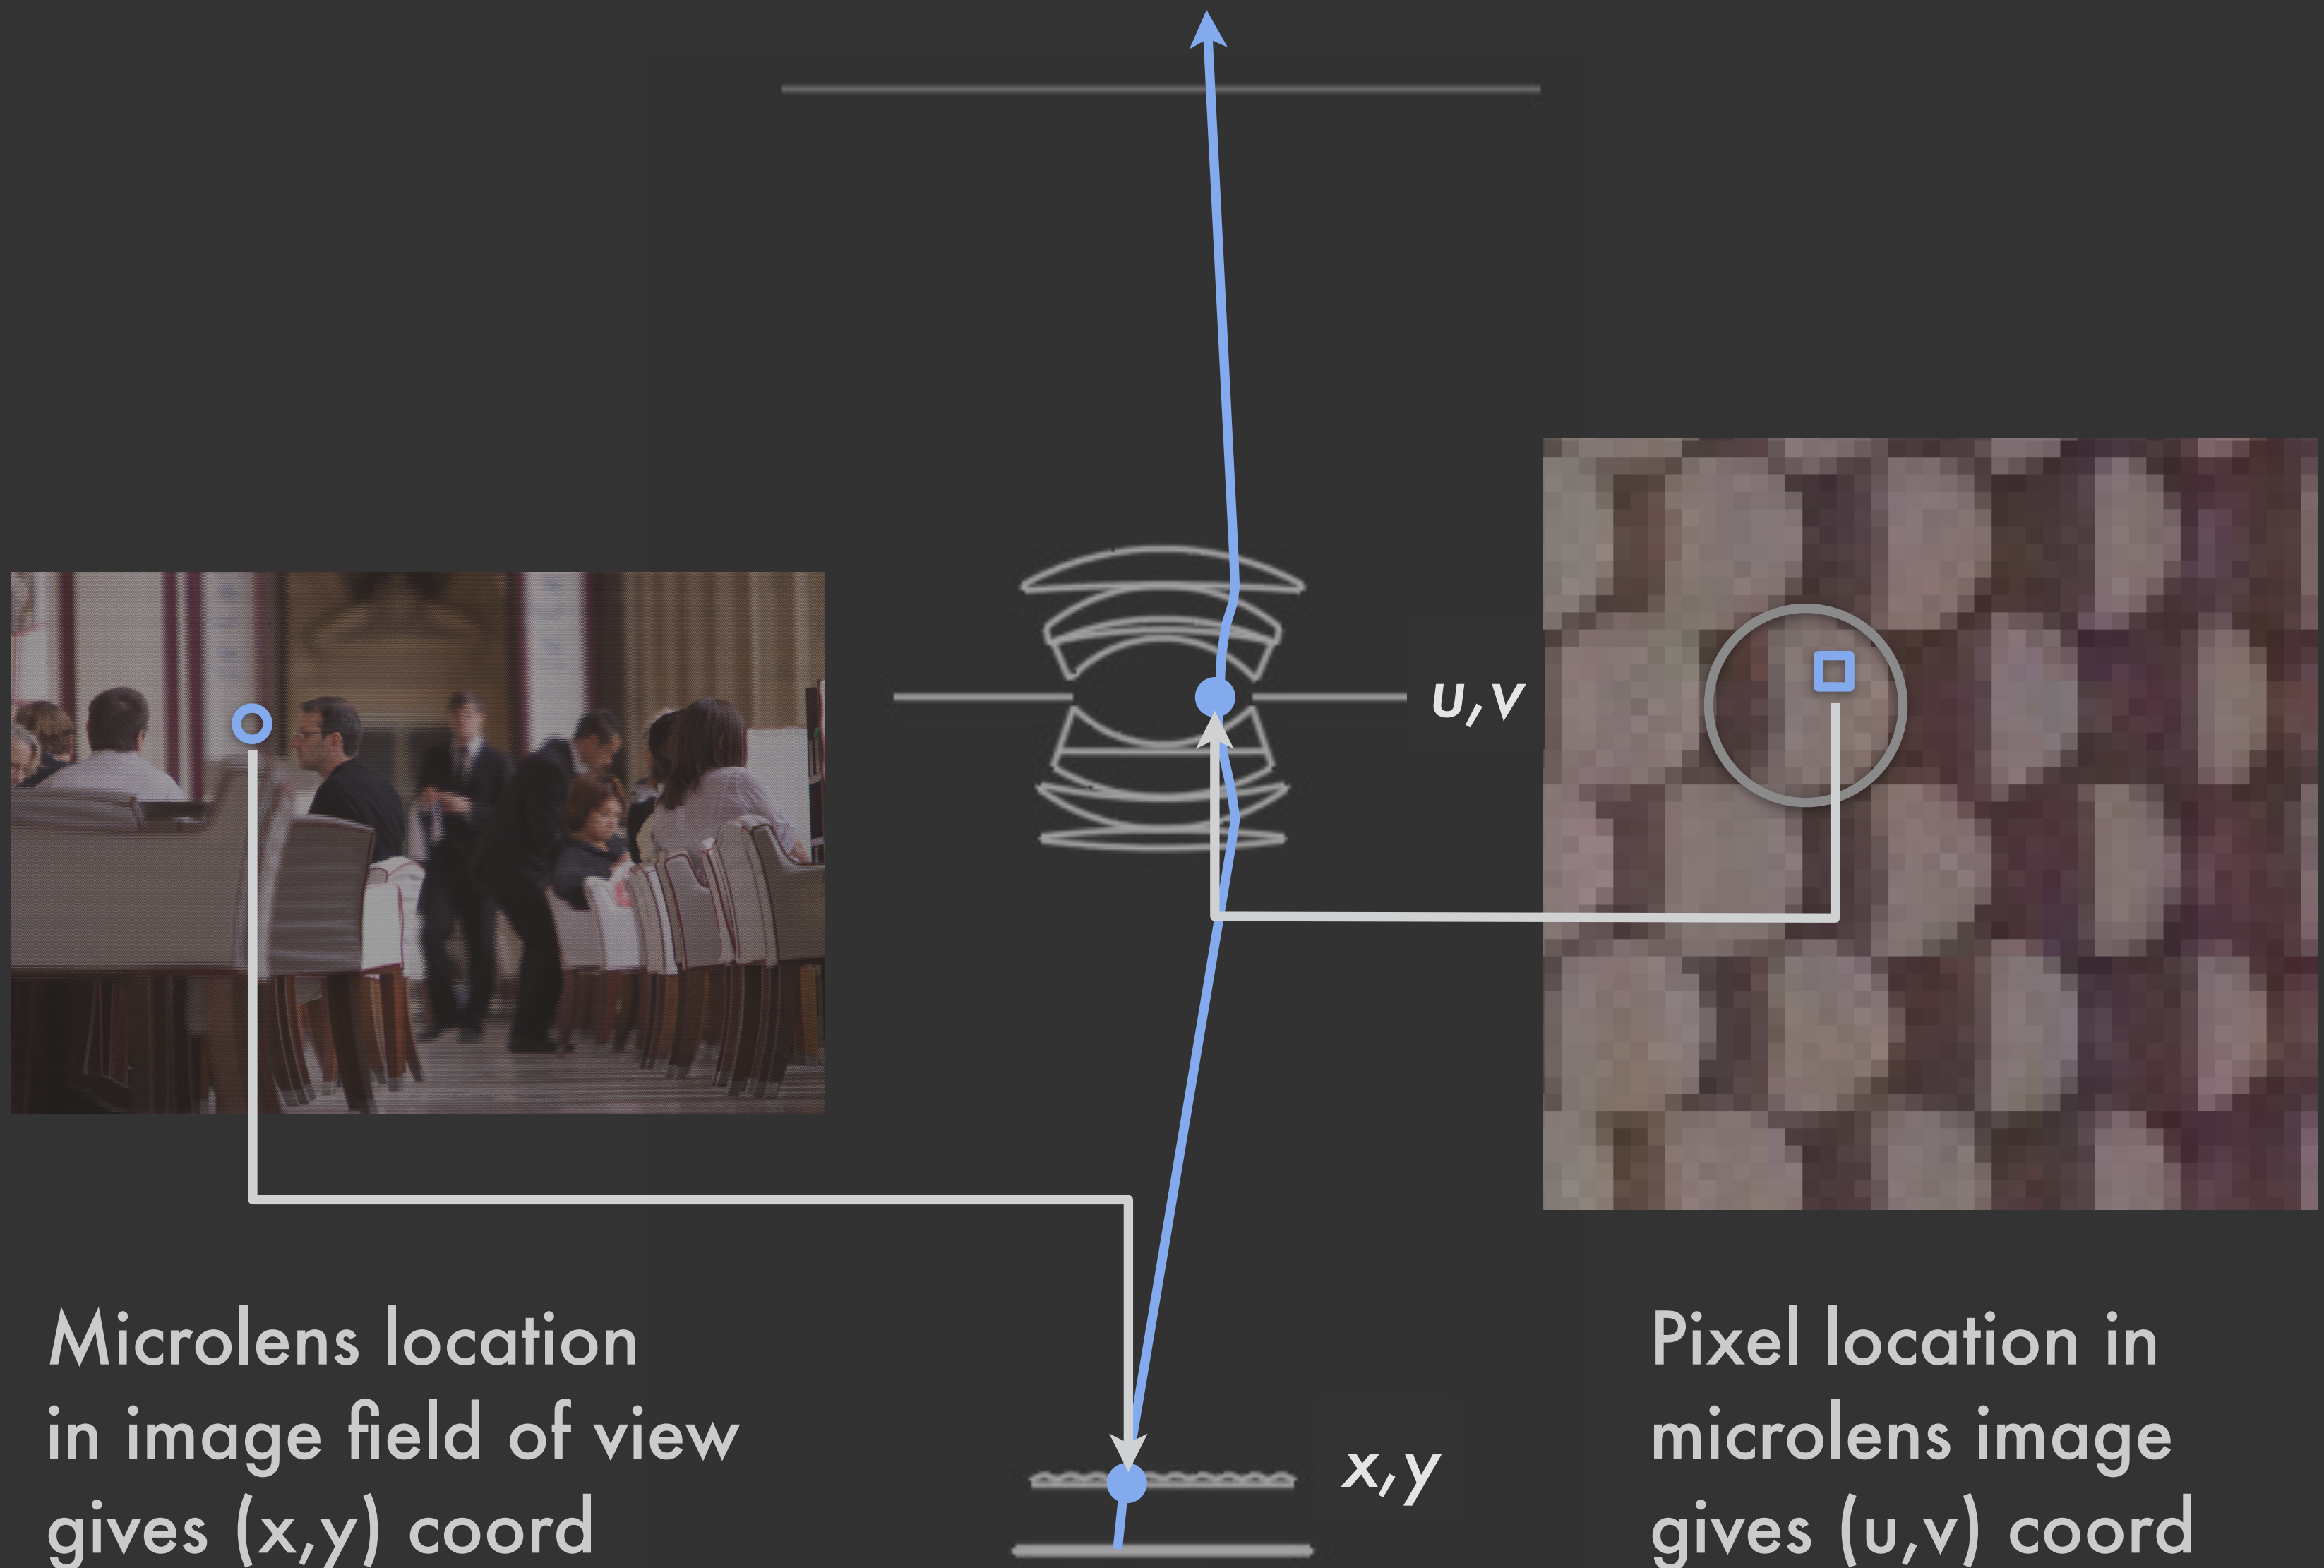 u,v
Microlens location
in image field of view
gives (x,y) coord
x,y
Pixel location in
microlens image
gives (u,v) coord